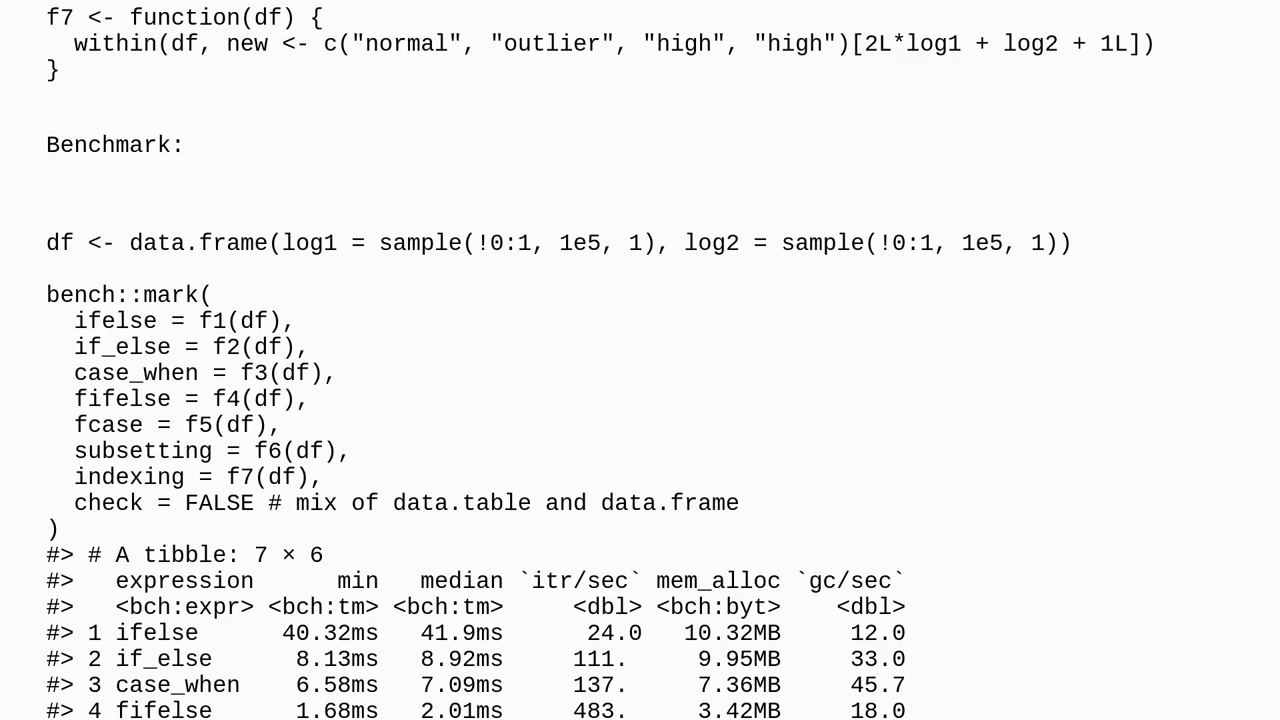 f7 <- function(df) {
  within(df, new <- c("normal", "outlier", "high", "high")[2L*log1 + log2 + 1L])
}
Benchmark:
df <- data.frame(log1 = sample(!0:1, 1e5, 1), log2 = sample(!0:1, 1e5, 1))
bench::mark(
  ifelse = f1(df),
  if_else = f2(df),
  case_when = f3(df),
  fifelse = f4(df),
  fcase = f5(df),
  subsetting = f6(df),
  indexing = f7(df),
  check = FALSE # mix of data.table and data.frame
)
#> # A tibble: 7 × 6
#>   expression      min   median `itr/sec` mem_alloc `gc/sec`
#>   <bch:expr> <bch:tm> <bch:tm>     <dbl> <bch:byt>    <dbl>
#> 1 ifelse      40.32ms   41.9ms      24.0   10.32MB     12.0
#> 2 if_else      8.13ms   8.92ms     111.     9.95MB     33.0
#> 3 case_when    6.58ms   7.09ms     137.     7.36MB     45.7
#> 4 fifelse      1.68ms   2.01ms     483.     3.42MB     18.0